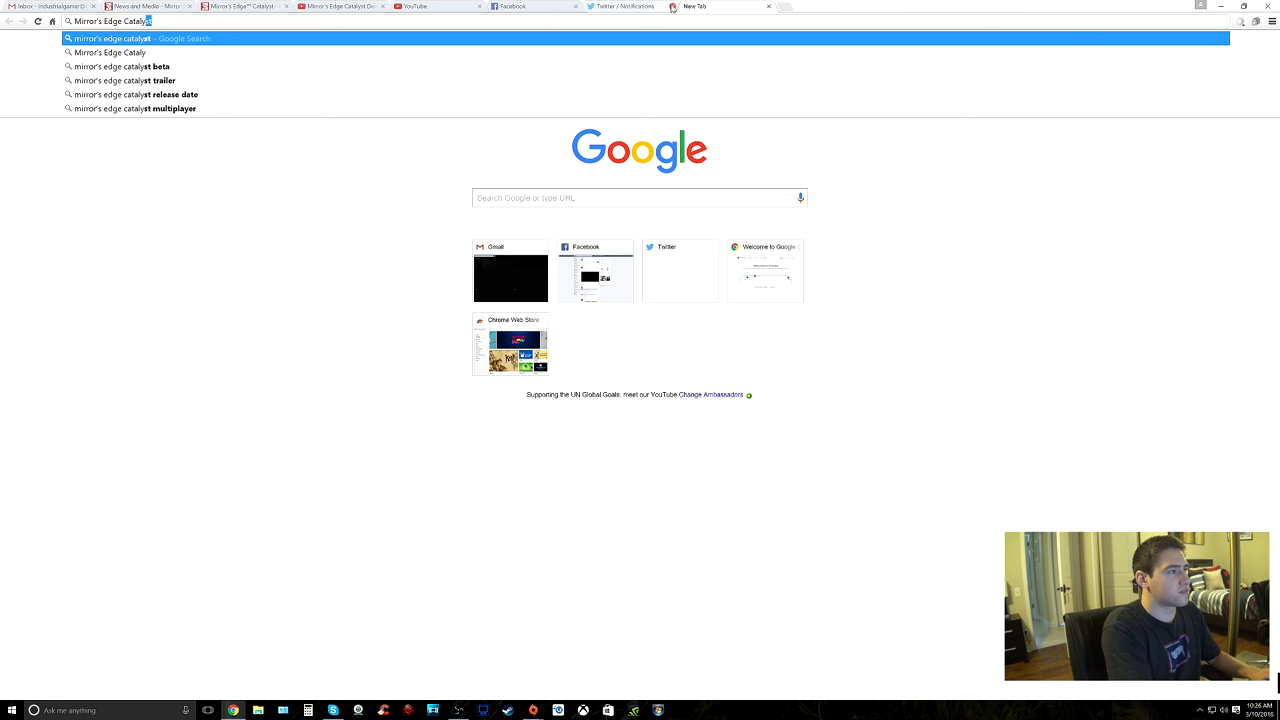 Inbox - industrialgamer
News and Media - Mirror
Mirror's Edge™ Catalyst -
Mirror's Edge Catalyst De
YouTube
Facebook
Twitter / Notifications
New Tab
Mirror's Edge Catalyst
mirror's edge catalyst - Google Search
Mirror's Edge Cataly
mirror's edge catalyst beta
mirror's edge catalyst trailer
mirror's edge catalyst release date
mirror's edge catalyst multiplayer
Google
Search Google or type URL
Gmail
Facebook
Twitter
Welcome to Google C
Chrome Web Store
Supporting the UN Global Goals: meet our YouTube Change Ambassadors
Ask me anything
10:26 AM
3/10/2016